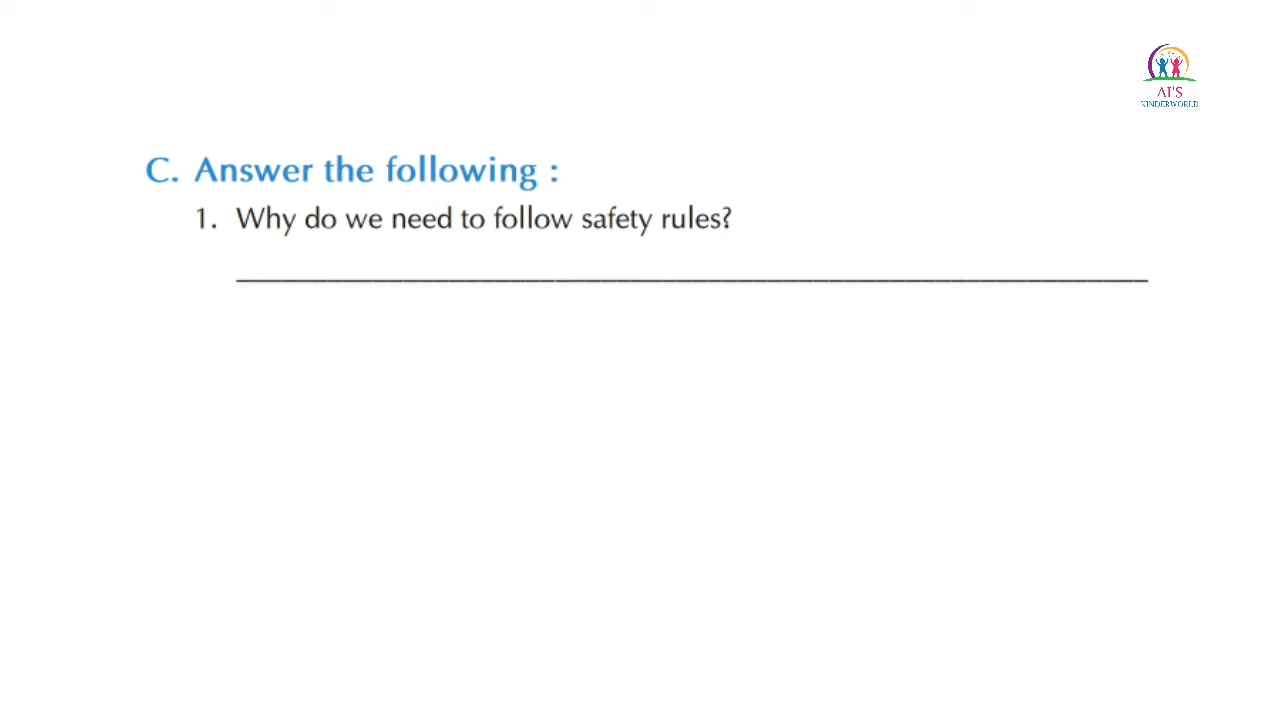 AI'S
KINDERWORLD
C. Answer the following :
1. Why do we need to follow safety rules?